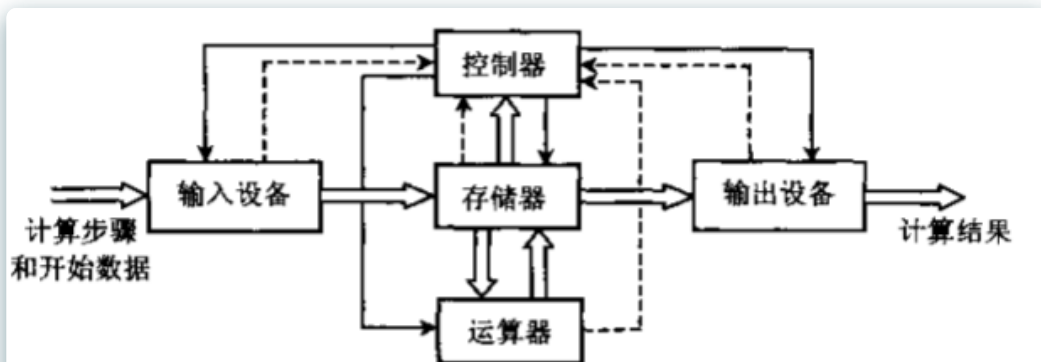 控制器
输入设备
存储器
输出设备
计算步骤
和开始数据
计算结果
运算器